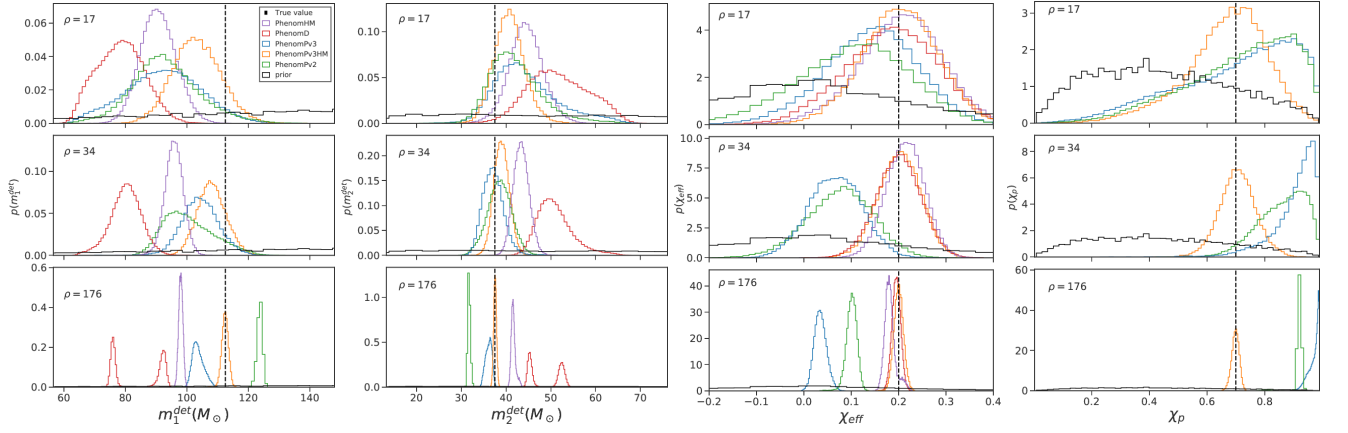 ρ = 17
True value
PhenomHM
PhenomD
PhenomPv3
PhenomPv3HM
PhenomPv2
prior
0.06
0.04
0.02
0.00
ρ = 17
0.10
0.05
0.00
ρ = 17
4
2
0
ρ = 17
3
2
1
0
p(m₁^det)
ρ = 34
0.10
0.05
0.00
p(m₂^det)
ρ = 34
0.20
0.15
0.10
0.05
0.00
p(χ_eff)
ρ = 34
10.0
7.5
5.0
2.5
0.0
p(χ_p)
ρ = 34
7.5
5.0
2.5
0.0
ρ = 176
0.6
0.4
0.2
0.0
60 80 100 120 140
m₁^det(M⊙)
ρ = 176
1.0
0.5
0.0
20 30 40 50 60 70
m₂^det(M⊙)
ρ = 176
40
30
20
10
0
−0.2 −0.1 0.0 0.1 0.2 0.3 0.4
χ_eff
ρ = 176
60
40
20
0
0.2 0.4 0.6 0.8
χ_p